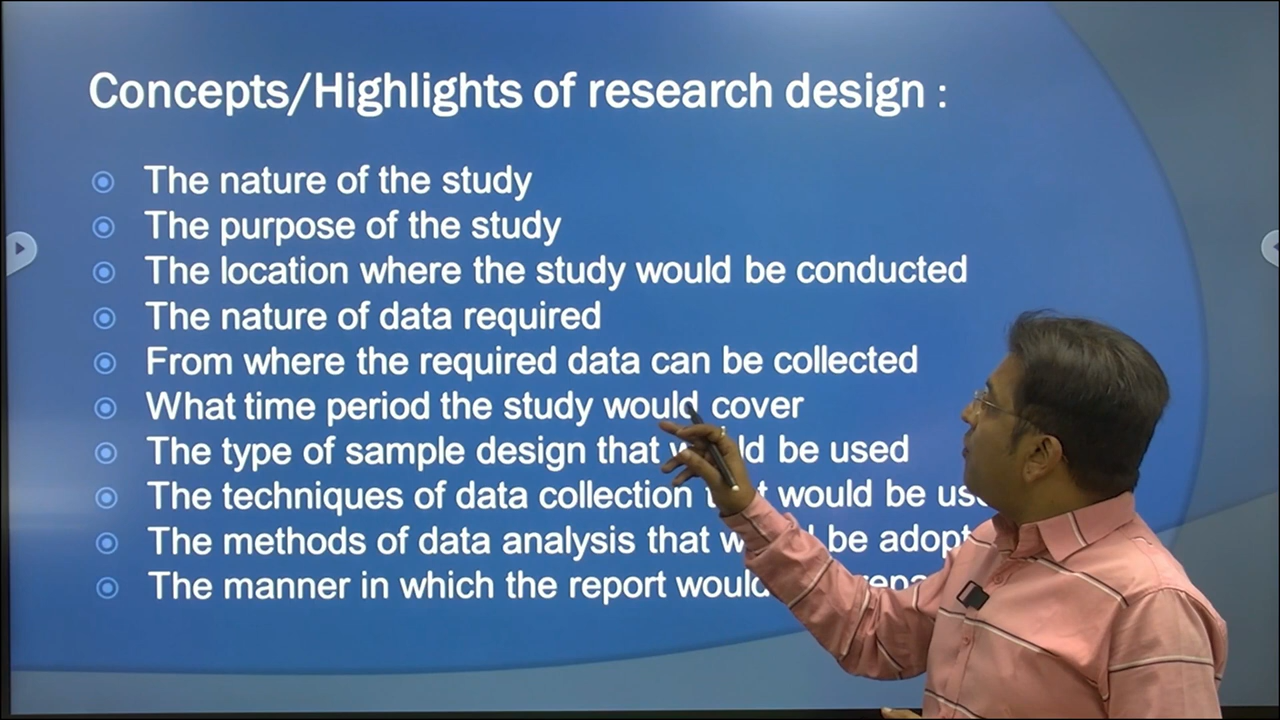 Concepts/Highlights of research design :
The nature of the study
The purpose of the study
The location where the study would be conducted
The nature of data required
From where the required data can be collected
What time period the study would cover
The type of sample design that would be used
The techniques of data collection would be
The methods of data analysis that be
The manner in which the report would